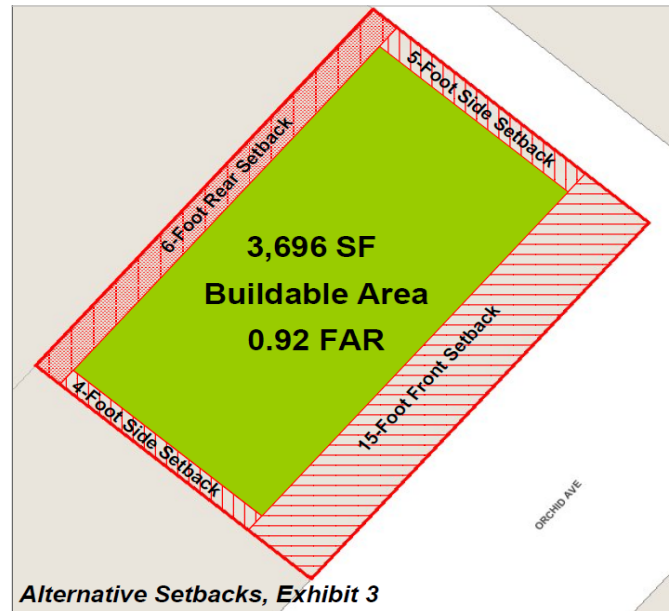 5-Foot Side Setback
6-Foot Rear Setback
3,696 SF
Buildable Area
0.92 FAR
15-Foot Front Setback
4-Foot Side Setback
ORCHID AVE
Alternative Setbacks, Exhibit 3